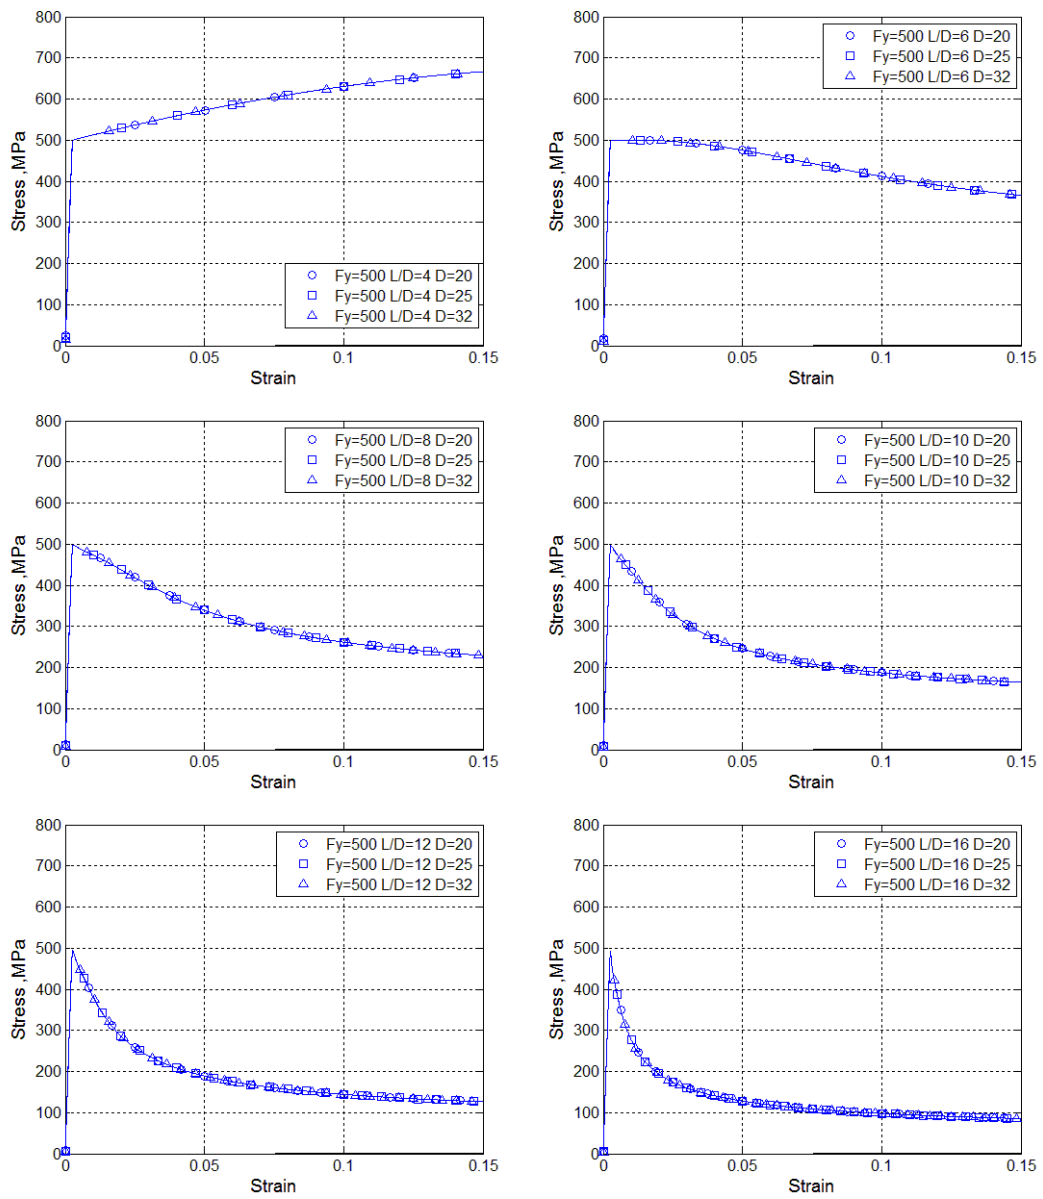 800
700
600
500
400
300
200
100
0
Stress ,MPa
Fy=500 L/D=4 D=20
Fy=500 L/D=4 D=25
Fy=500 L/D=4 D=32
0 0.05 0.1 0.15
Strain
800
700
600
500
400
300
200
100
0
Stress ,MPa
Fy=500 L/D=6 D=20
Fy=500 L/D=6 D=25
Fy=500 L/D=6 D=32
0 0.05 0.1 0.15
Strain
800
700
600
500
400
300
200
100
0
Stress ,MPa
Fy=500 L/D=8 D=20
Fy=500 L/D=8 D=25
Fy=500 L/D=8 D=32
0 0.05 0.1 0.15
Strain
800
700
600
500
400
300
200
100
0
Stress ,MPa
Fy=500 L/D=10 D=20
Fy=500 L/D=10 D=25
Fy=500 L/D=10 D=32
0 0.05 0.1 0.15
Strain
800
700
600
500
400
300
200
100
0
Stress ,MPa
Fy=500 L/D=12 D=20
Fy=500 L/D=12 D=25
Fy=500 L/D=12 D=32
0 0.05 0.1 0.15
Strain
800
700
600
500
400
300
200
100
0
Stress ,MPa
Fy=500 L/D=16 D=20
Fy=500 L/D=16 D=25
Fy=500 L/D=16 D=32
0 0.05 0.1 0.15
Strain